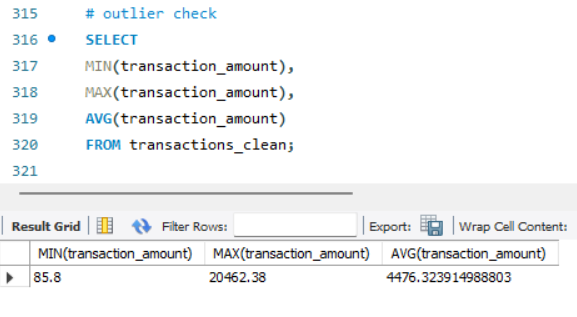 315 # outlier check
316 SELECT
317 MIN(transaction_amount),
318 MAX(transaction_amount),
319 AVG(transaction_amount)
320 FROM transactions_clean;
321
Result Grid Filter Rows: Export: Wrap Cell Content:
MIN(transaction_amount) MAX(transaction_amount) AVG(transaction_amount)
85.8 20462.38 4476.323914988803